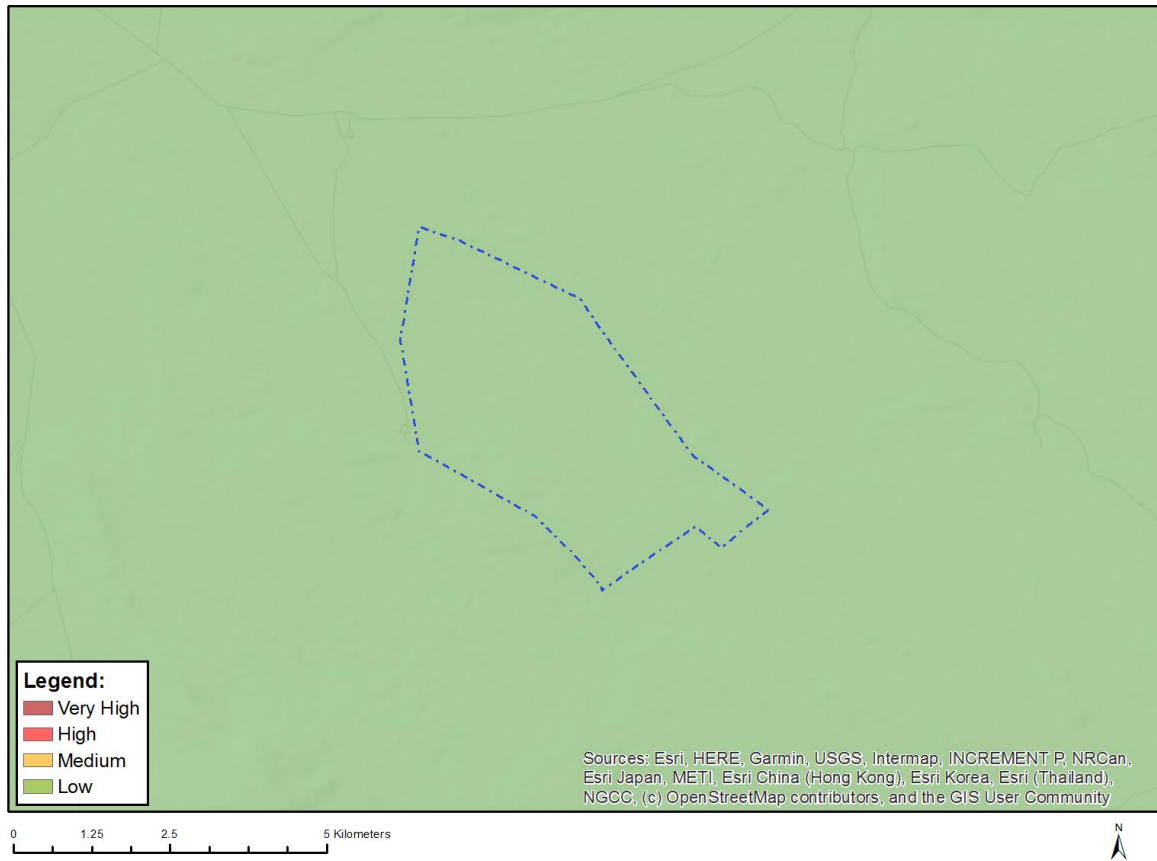 Legend:
Very High
High
Medium
Low
Sources: Esri, HERE, Garmin, USGS, Intermap, INCREMENT P, NRCan,
Esri Japan, METI, Esri China (Hong Kong), Esri Korea, Esri (Thailand),
NGCC, (c) OpenStreetMap contributors, and the GIS User Community
0 1.25 2.5 5 Kilometers
N